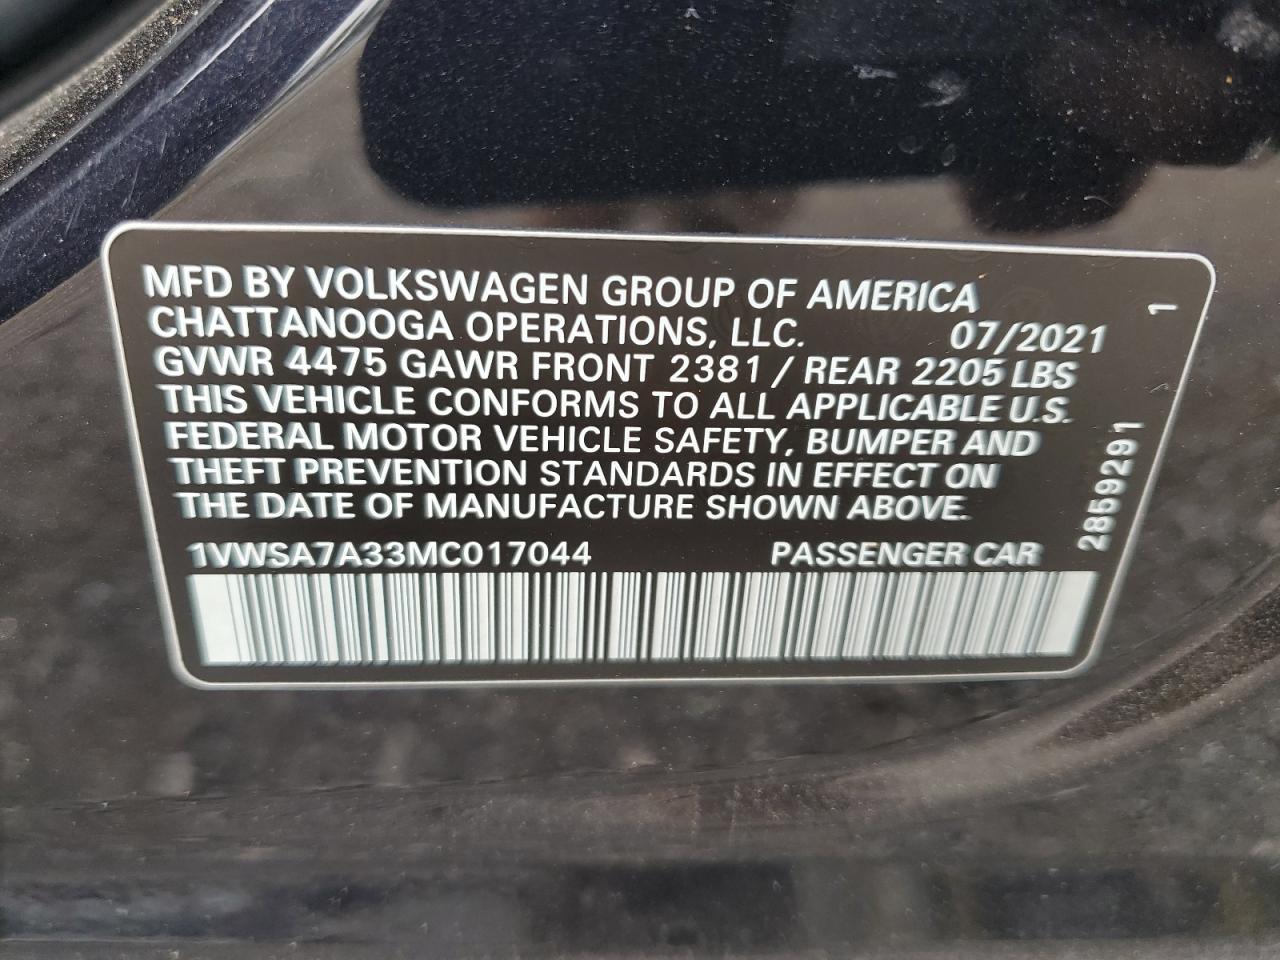 MFD BY VOLKSWAGEN GROUP OF AMERICA
CHATTANOOGA OPERATIONS, LLC. 07/2021
GVWR 4475 GAWR FRONT 2381 / REAR 2205 LBS
THIS VEHICLE CONFORMS TO ALL APPLICABLE U.S.
FEDERAL MOTOR VEHICLE SAFETY, BUMPER AND
THEFT PREVENTION STANDARDS IN EFFECT ON
THE DATE OF MANUFACTURE SHOWN ABOVE.
1VWSA7A33MC017044 PASSENGER CAR
2859291 1